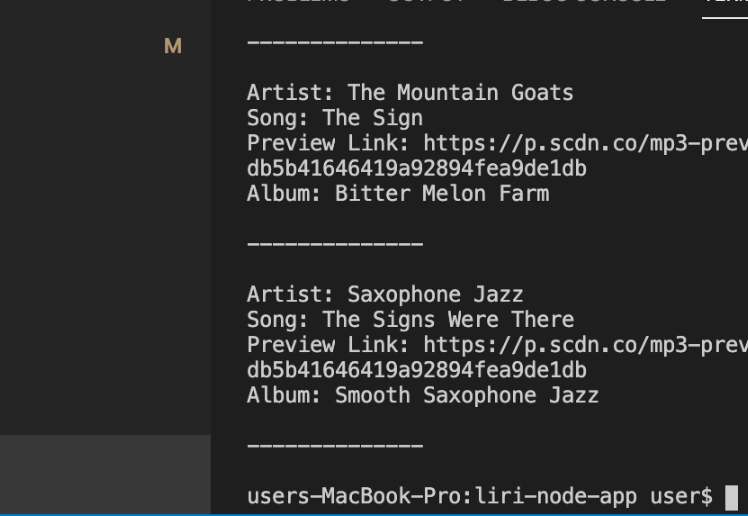 M
--------------
Artist: The Mountain Goats
Song: The Sign
Preview Link: https://p.scdn.co/mp3-prev
db5b41646419a92894fea9de1db
Album: Bitter Melon Farm
--------------
Artist: Saxophone Jazz
Song: The Signs Were There
Preview Link: https://p.scdn.co/mp3-prev
db5b41646419a92894fea9de1db
Album: Smooth Saxophone Jazz
--------------
users-MacBook-Pro:liri-node-app user$